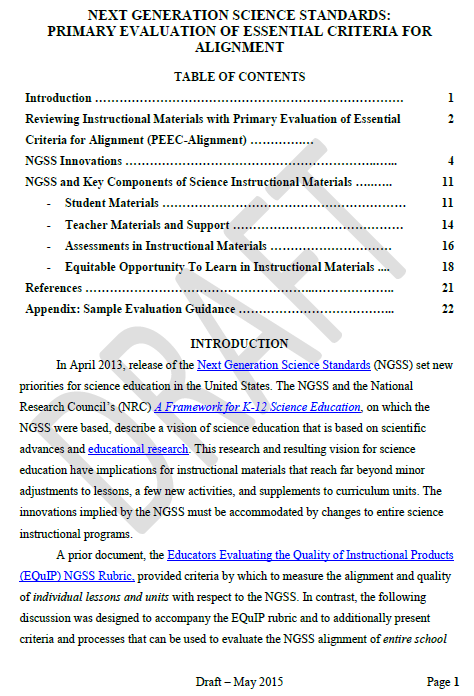 NEXT GENERATION SCIENCE STANDARDS:
PRIMARY EVALUATION OF ESSENTIAL CRITERIA FOR
ALIGNMENT
TABLE OF CONTENTS
Introduction ………………………………………………………………… 1
Reviewing Instructional Materials with Primary Evaluation of Essential 2
Criteria for Alignment (PEEC-Alignment) ……………
NGSS Innovations …………………………………………………….…... 4
NGSS and Key Components of Science Instructional Materials …....... 11
- Student Materials …………………………………………………… 11
- Teacher Materials and Support …………………………………… 14
- Assessments in Instructional Materials ………………………… 16
- Equitable Opportunity To Learn in Instructional Materials .... 18
References ………………………………………...……………….. 21
Appendix: Sample Evaluation Guidance ……………………………….. 22
DRAFT
INTRODUCTION
In April 2013, release of the Next Generation Science Standards (NGSS) set new
priorities for science education in the United States. The NGSS and the National
Research Council's (NRC) A Framework for K-12 Science Education, on which the
NGSS were based, describe a vision of science education that is based on scientific
advances and educational research. This research and resulting vision for science
education have implications for instructional materials that reach far beyond minor
adjustments to lessons, a few new activities, and supplements to curriculum units. The
innovations implied by the NGSS must be accommodated by changes to entire science
instructional programs.
A prior document, the Educators Evaluating the Quality of Instructional Products
(EQuIP) NGSS Rubric, provided criteria by which to measure the alignment and quality
of individual lessons and units with respect to the NGSS. In contrast, the following
discussion was designed to accompany the EQuIP rubric and to additionally present
criteria and processes that can be used to evaluate the NGSS alignment of entire school
Draft – May 2015 Page 1